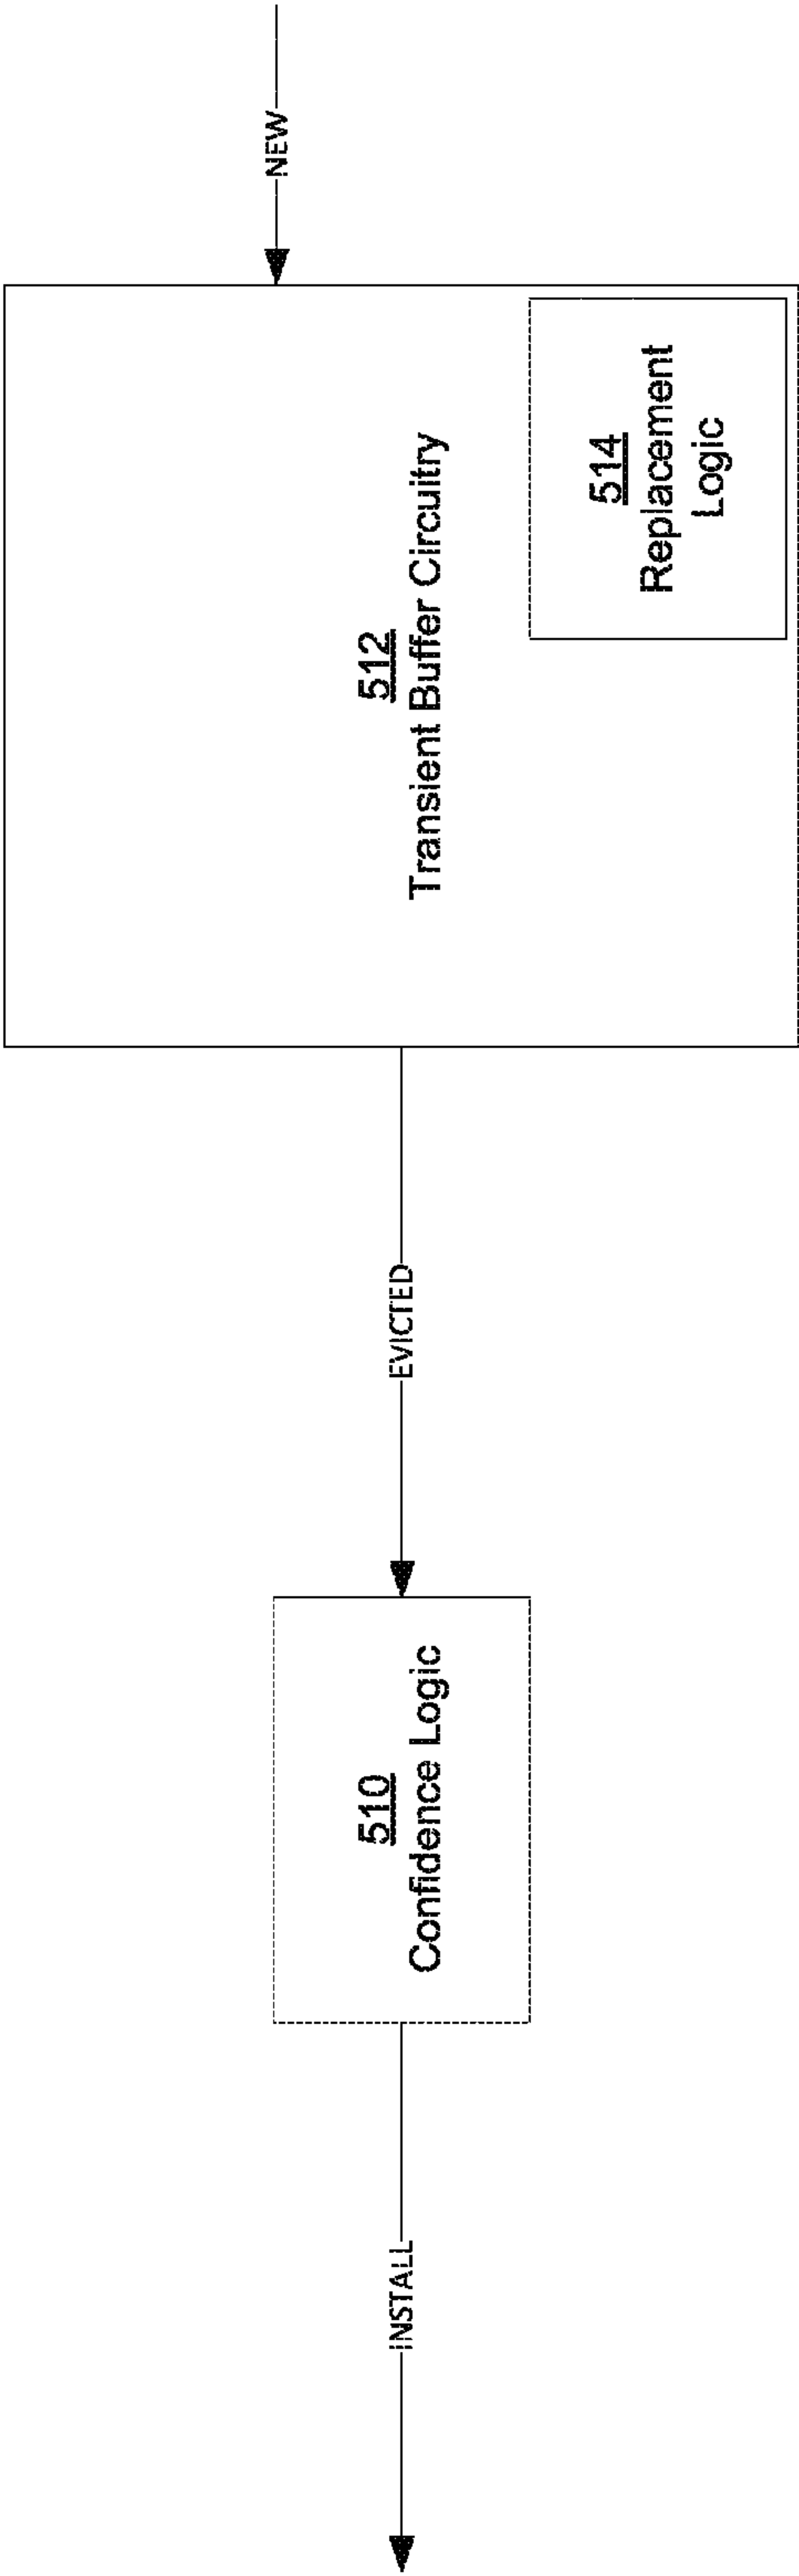 NEW
512
Transient Buffer Circuitry
514
Replacement
Logic
EVICTED
510
Confidence Logic
INSTALL